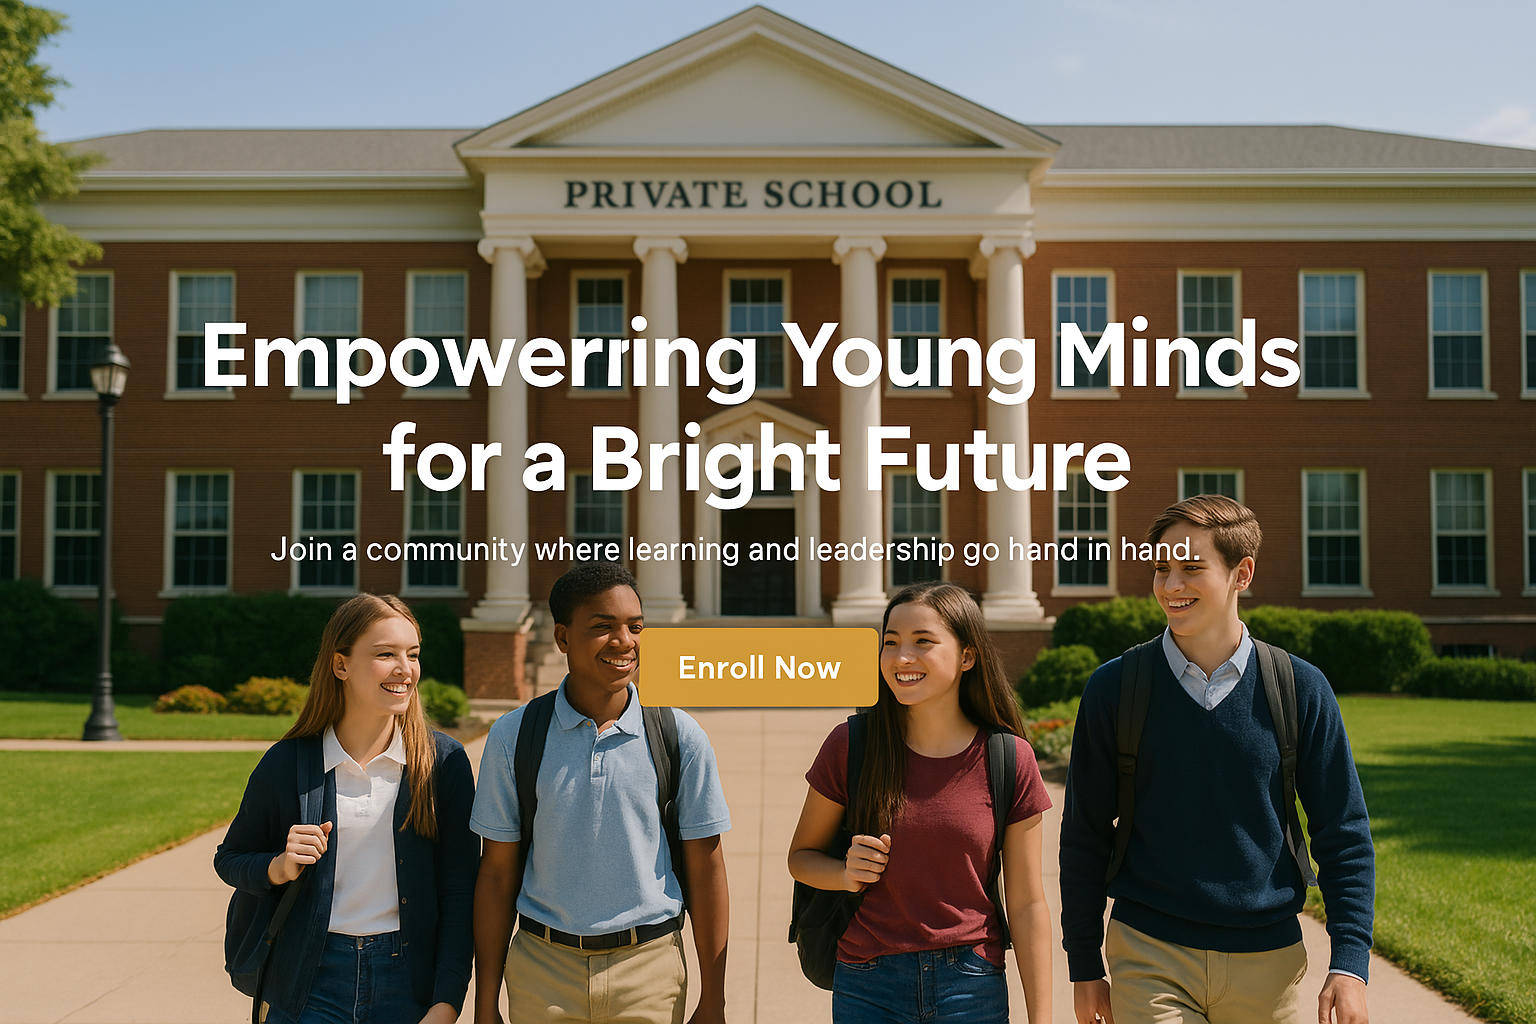 PRIVATE SCHOOL
Empowerring Young Minds
for a Bright Future
Join a community where learning and leadership go hand in hand.
Enroll Now